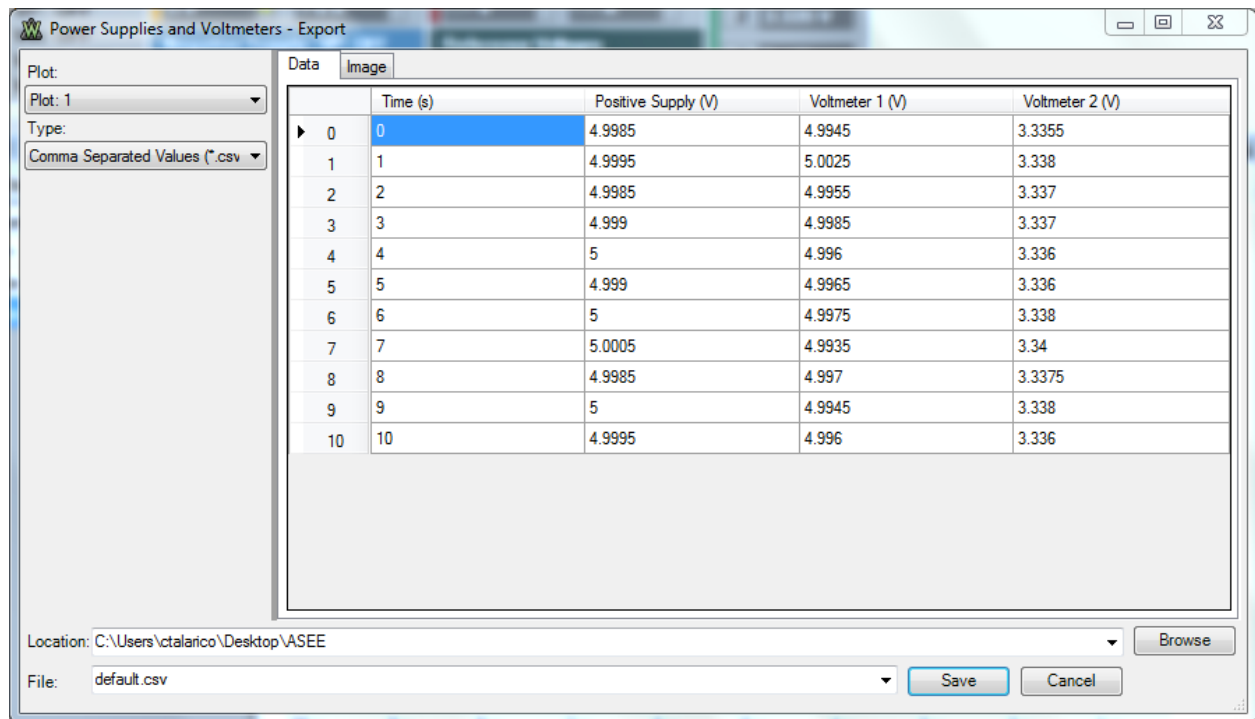 Power Supplies and Voltmeters - Export
Plot:
Plot: 1
Type:
Comma Separated Values (*.csv
Data Image
Time (s) Positive Supply (V) Voltmeter 1 (V) Voltmeter 2 (V)
0 0 4.9985 4.9945 3.3355
1 1 4.9995 5.0025 3.338
2 2 4.9985 4.9955 3.337
3 3 4.999 4.9985 3.337
4 4 5 4.996 3.336
5 5 4.999 4.9965 3.336
6 6 5 4.9975 3.338
7 7 5.0005 4.9935 3.34
8 8 4.9985 4.997 3.3375
9 9 5 4.9945 3.338
10 10 4.9995 4.996 3.336
Location: C:\Users\ctalarico\Desktop\ASEE Browse
File: default.csv Save Cancel